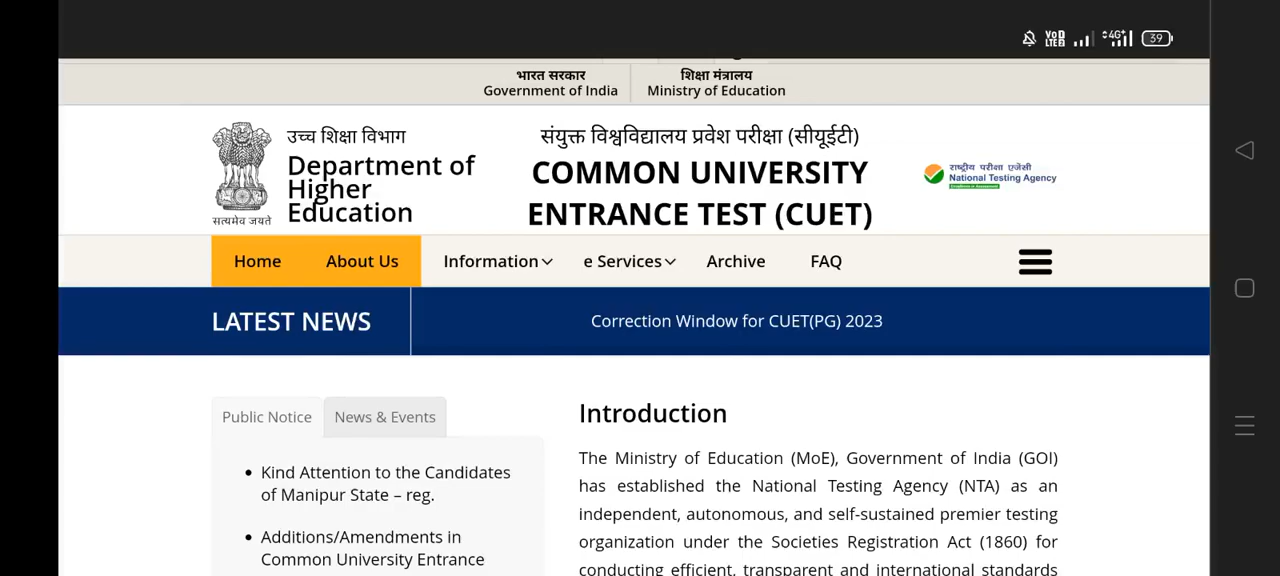 39
भारत सरकार
Government of India
शिक्षा मंत्रालय
Ministry of Education
सत्यमेव जयते
उच्च शिक्षा विभाग
Department of
Higher
Education
संयुक्त विश्वविद्यालय प्रवेश परीक्षा (सीयूईटी)
COMMON UNIVERSITY
ENTRANCE TEST (CUET)
राष्ट्रीय परीक्षा एजेंसी
National Testing Agency
Home
About Us
Information
e Services
Archive
FAQ
LATEST NEWS
Correction Window for CUET(PG) 2023
Public Notice
News & Events
Kind Attention to the Candidates
of Manipur State – reg.
Additions/Amendments in
Common University Entrance
Introduction
The Ministry of Education (MoE), Government of India (GOI)
has established the National Testing Agency (NTA) as an
independent, autonomous, and self-sustained premier testing
organization under the Societies Registration Act (1860) for
conducting efficient, transparent and international standards